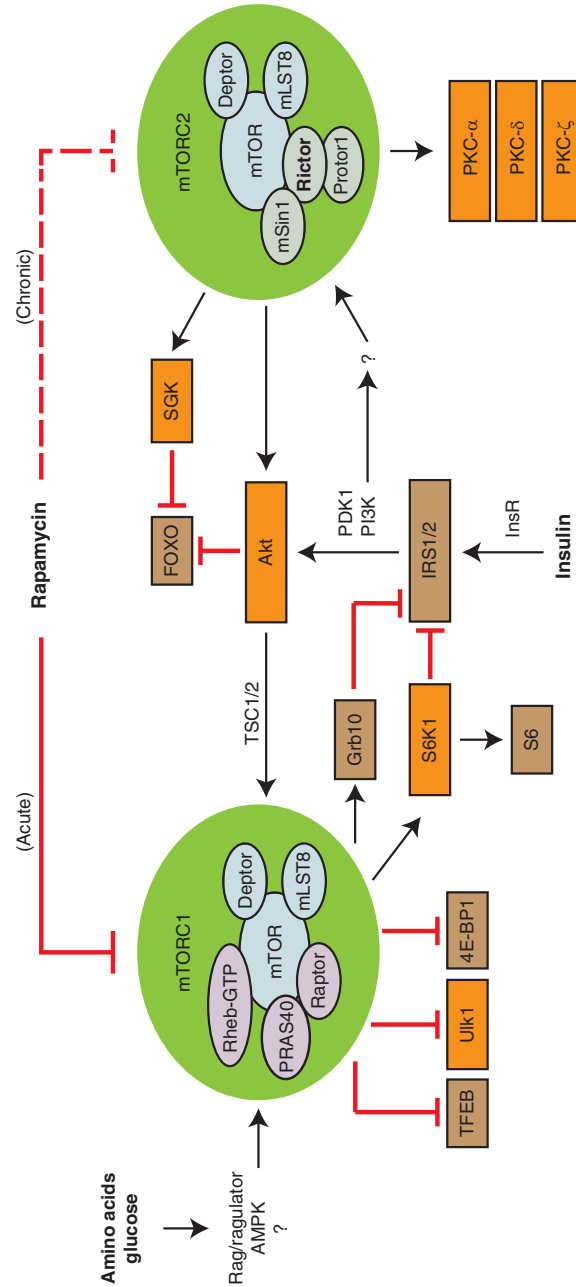 Rapamycin
(Acute)
(Chronic)
Amino acids
glucose
Rag/ragulator
AMPK
?
mTORC1
Rheb-GTP
Deptor
mTOR
PRAS40
mLST8
Raptor
TFEB
Ulk1
4E-BP1
TSC1/2
Grb10
S6K1
S6
FOXO
SGK
Akt
PDK1
PI3K
?
IRS1/2
InsR
Insulin
mTORC2
Deptor
mTOR
mLST8
mSin1
Rictor
Protor1
PKC-α
PKC-δ
PKC-ζ